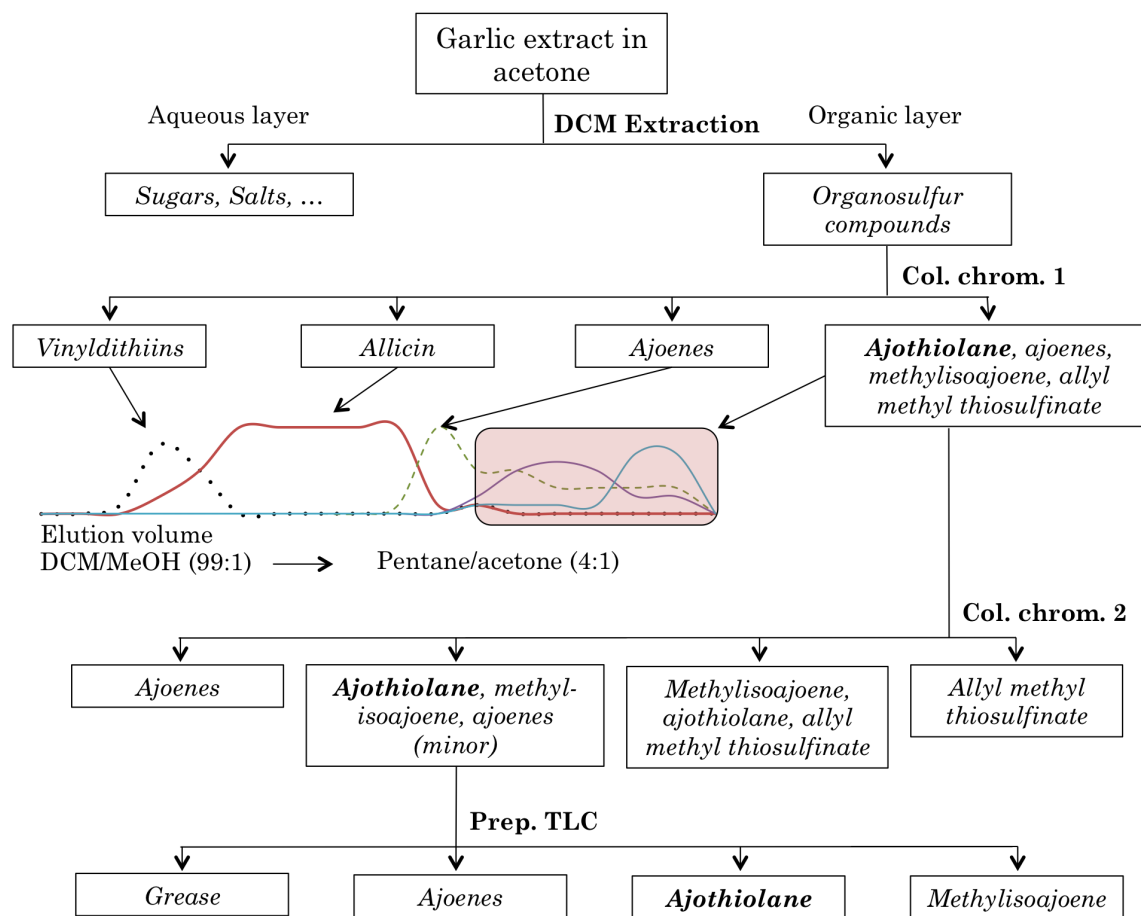 Garlic extract in
acetone
Aqueous layer
DCM Extraction
Organic layer
Sugars, Salts, ...
Organosulfur
compounds
Col. chrom. 1
Vinyldithiins
Allicin
Ajoenes
Ajothiolane, ajoenes,
methylisoajoene, allyl
methyl thiosulfinate
Elution volume
DCM/MeOH (99:1)
Pentane/acetone (4:1)
Col. chrom. 2
Ajoenes
Ajothiolane, methyl-
isoajoene, ajoenes
(minor)
Methylisoajoene,
ajothiolane, allyl
methyl thiosulfinate
Allyl methyl
thiosulfinate
Prep. TLC
Grease
Ajoenes
Ajothiolane
Methylisoajoene